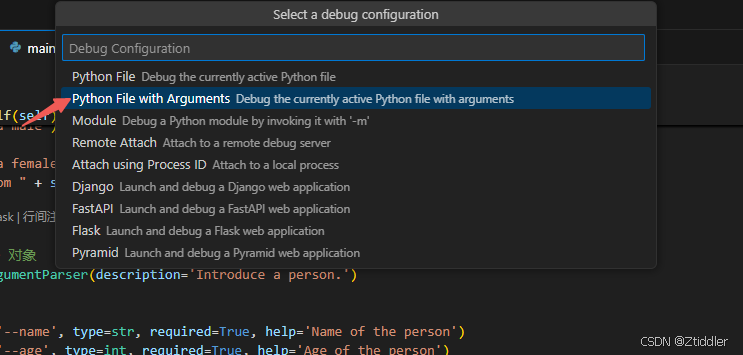 Select a debug configuration
main
Debug Configuration
Python File Debug the currently active Python file
Python File with Arguments Debug the currently active Python file with arguments
lf(self)
Module Debug a Python module by invoking it with '-m'
Remote Attach Attach to a remote debug server
a female
Attach using Process ID Attach to a local process
om " + s
Django Launch and debug a Django web application
FastAPI Launch and debug a FastAPI web application
ask | 行间注
Flask Launch and debug a Flask web application
对象
Pyramid Launch and debug a Pyramid web application
gumentParser(description='Introduce a person.')
'--name', type=str, required=True, help='Name of the person')
'--age', type=int, required=True, help='Age of the person')
CSDN @Ztiddler